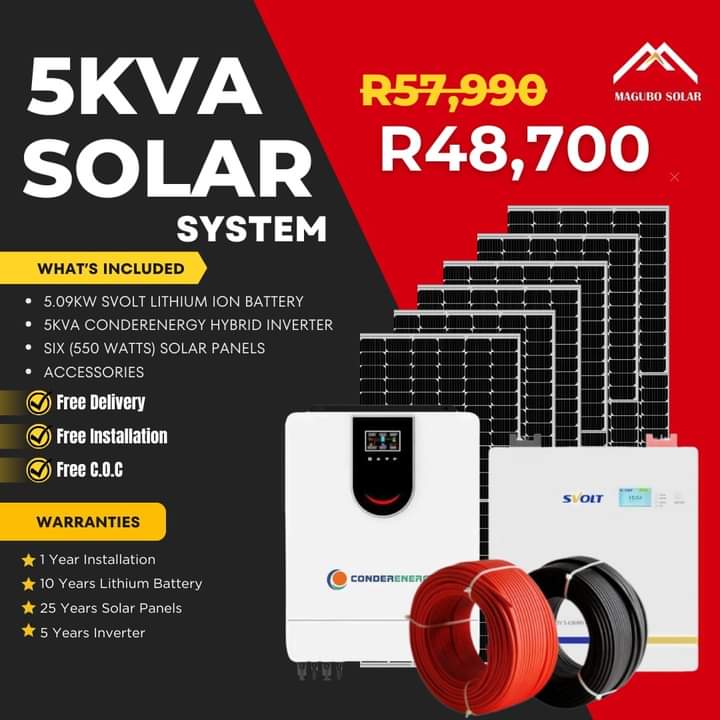 5KVA
SOLAR
SYSTEM
R57,990
R48,700
MAGUBO SOLAR
WHAT'S INCLUDED
• 5.09KW SVOLT LITHIUM ION BATTERY
• 5KVA CONDERENERGY HYBRID INVERTER
• SIX (550 WATTS) SOLAR PANELS
• ACCESSORIES
Free Delivery
Free Installation
Free C.O.C
WARRANTIES
1 Year Installation
10 Years Lithium Battery
25 Years Solar Panels
5 Years Inverter
CONDERENERG
SVOLT